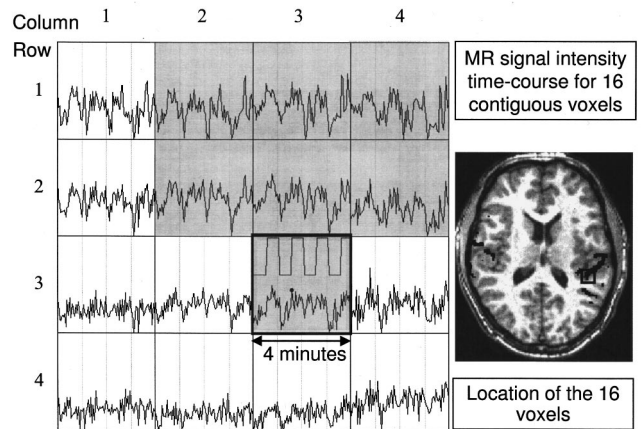 Column
1 2 3 4
Row
1
2
3
4
4 minutes
MR signal intensity
time-course for 16
contiguous voxels
Location of the 16
voxels